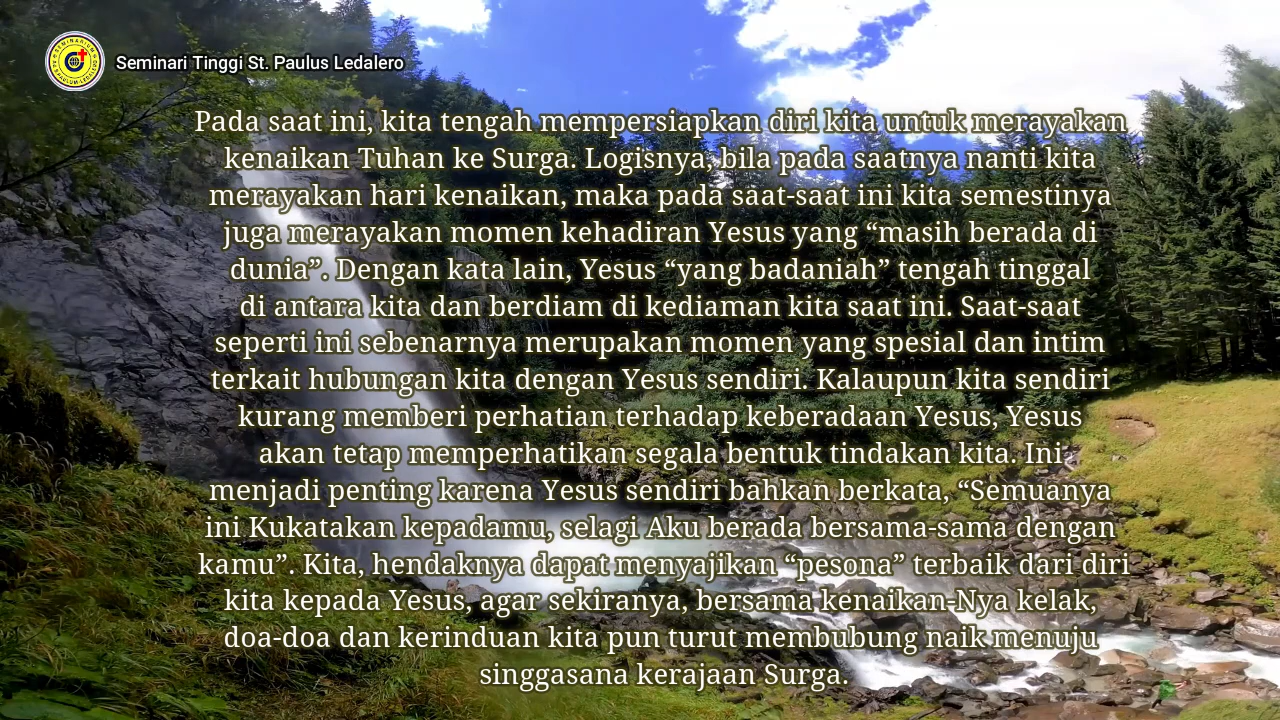 Seminari Tinggi St. Paulus Ledalero
Pada saat ini, kita tengah mempersiapkan diri kita untuk merayakan
kenaikan Tuhan ke Surga. Logisnya, bila pada saatnya nanti kita
merayakan hari kenaikan, maka pada saat-saat ini kita semestinya
juga merayakan momen kehadiran Yesus yang “masih berada di
dunia”. Dengan kata lain, Yesus “yang badaniah” tengah tinggal
di antara kita dan berdiam di kediaman kita saat ini. Saat-saat
seperti ini sebenarnya merupakan momen yang spesial dan intim
terkait hubungan kita dengan Yesus sendiri. Kalaupun kita sendiri
kurang memberi perhatian terhadap keberadaan Yesus, Yesus
akan tetap memperhatikan segala bentuk tindakan kita. Ini
menjadi penting karena Yesus sendiri bahkan berkata, “Semuanya
ini Kukatakan kepadamu, selagi Aku berada bersama-sama dengan
kamu”. Kita, hendaknya dapat menyajikan “pesona” terbaik dari diri
kita kepada Yesus, agar sekiranya, bersama kenaikan-Nya kelak,
doa-doa dan kerinduan kita pun turut membubung naik menuju
singgasana kerajaan Surga.